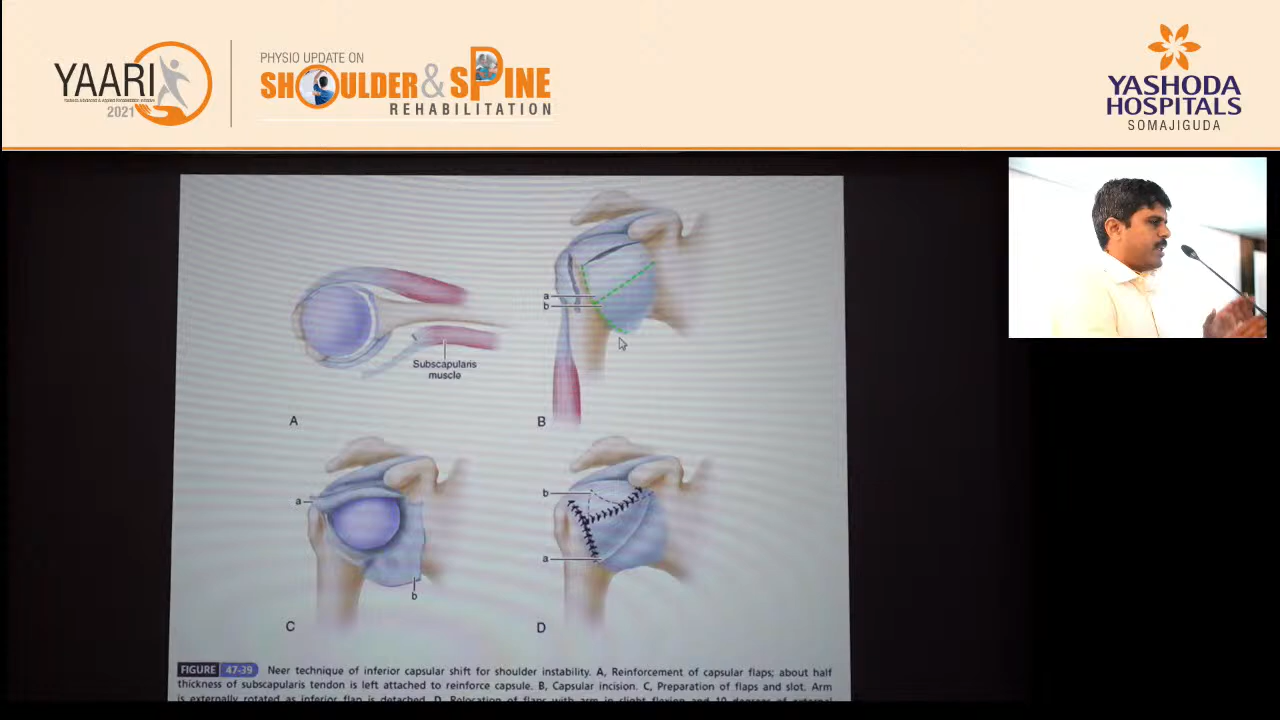 YAARI
2021
PHYSIO UPDATE ON
SHOULDER & SPINE
REHABILITATION
YASHODA
HOSPITALS
SOMAJIGUDA
Subscapularis
muscle
A
a
b
B
a
b
C
b
a
D
FIGURE 47-39 Neer technique of inferior capsular shift for shoulder instability. A, Reinforcement of capsular flaps; about half
thickness of subscapularis tendon is left attached to reinforce capsule. B, Capsular incision. C, Preparation of flaps and slot. Arm
is externally rotated as inferior flap is detached. D, Relocation of flaps with arm in slight flexion and 10 degrees of external